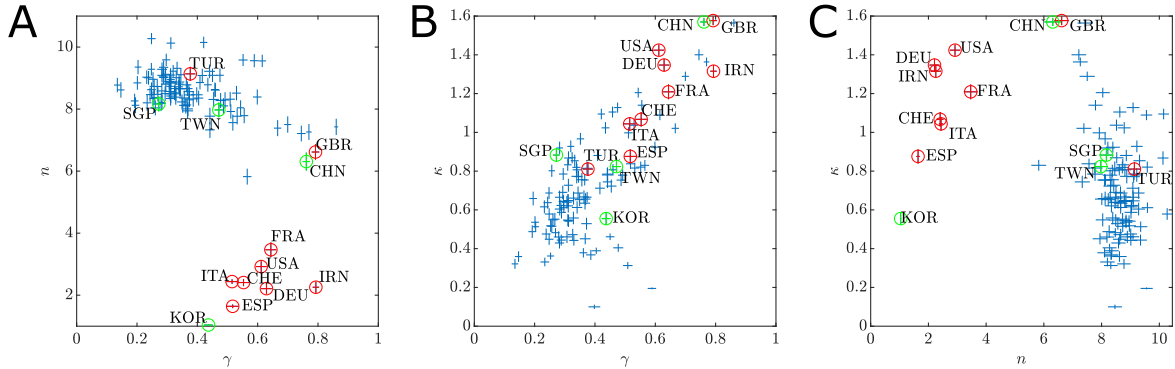 A
10
8
6
4
2
n
0
0.2
0.4
0.6
0.8
1
γ
TUR
SGP
TWN
GBR
CHN
FRA
USA
ITA
CHE
IRN
DEU
ESP
KOR
B
1.6
1.4
1.2
1
0.8
0.6
0.4
0.2
0
κ
0
0.2
0.4
0.6
0.8
1
γ
CHN
GBR
USA
DEU
IRN
FRA
CHE
ITA
SGP
TUR
ESP
TWN
KOR
C
1.6
1.4
1.2
1
0.8
0.6
0.4
0.2
0
κ
0
2
4
6
8
10
n
CHN
GBR
DEU
USA
IRN
FRA
CHE
ITA
ESP
SGP
TWN
TUR
KOR